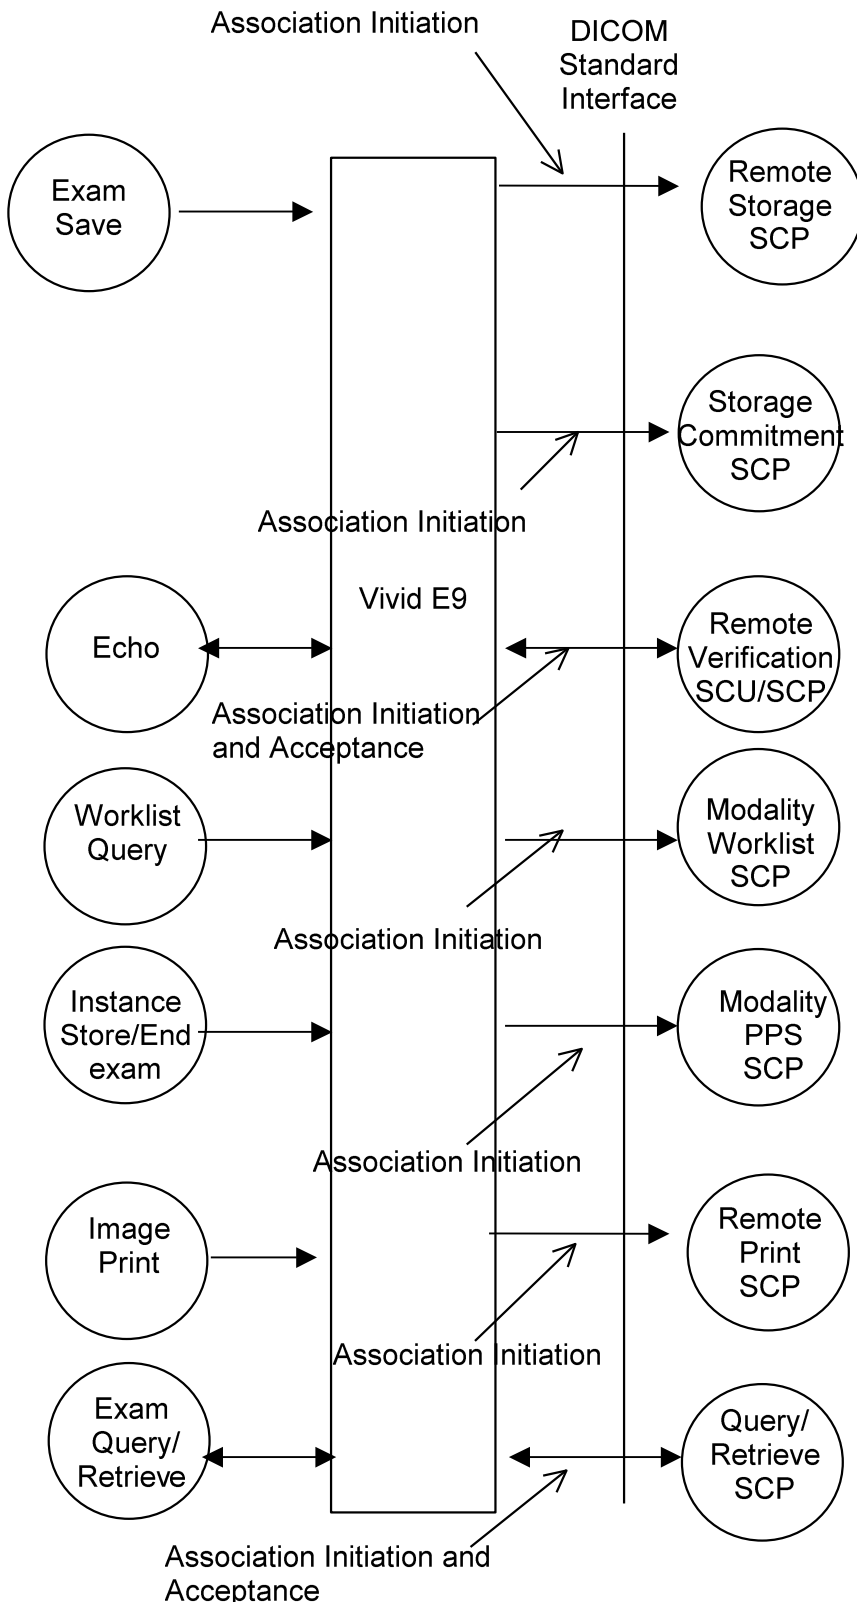 Association Initiation
DICOM
Standard
Interface
Exam
Save
Remote
Storage
SCP
Storage
Commitment
SCP
Association Initiation
Vivid E9
Echo
Remote
Verification
SCU/SCP
Association Initiation
and Acceptance
Worklist
Query
Modality
Worklist
SCP
Association Initiation
Instance
Store/End
exam
Modality
PPS
SCP
Association Initiation
Image
Print
Remote
Print
SCP
Association Initiation
Exam
Query/
Retrieve
Query/
Retrieve
SCP
Association Initiation and
Acceptance